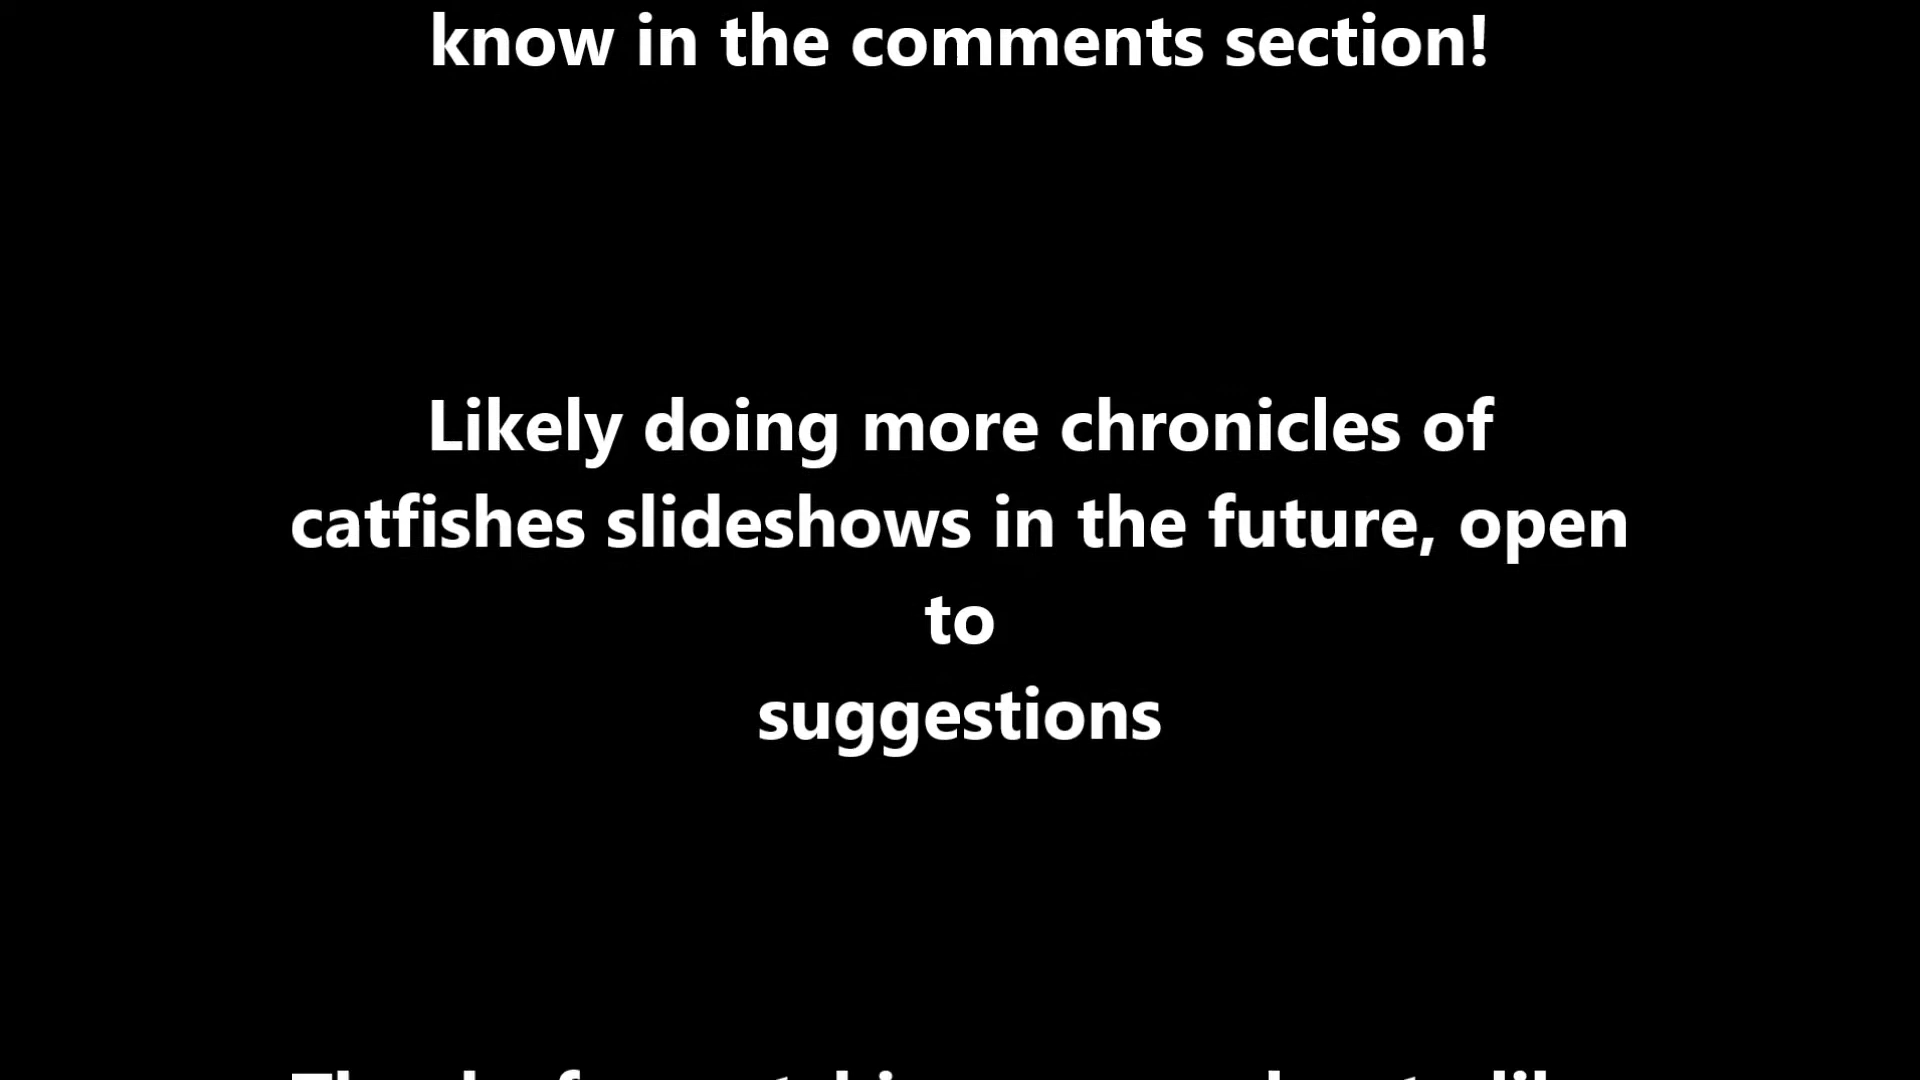 know in the comments section!
Likely doing more chronicles of
catfishes slideshows in the future, open
to
suggestions